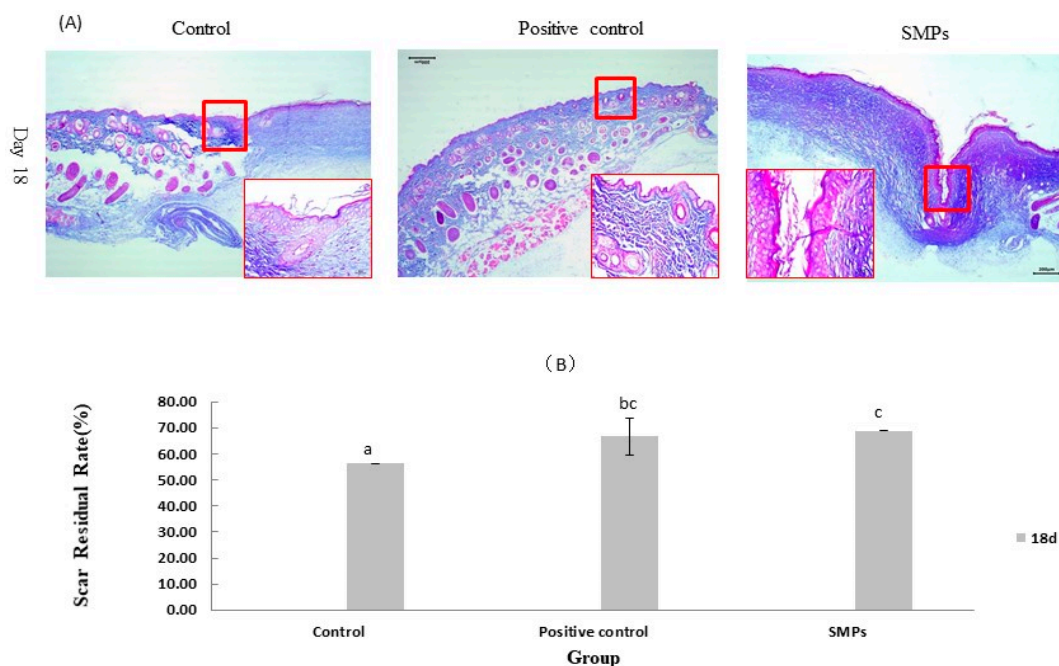 (A)
Control
Positive control
SMPs
Day 18
200μm
(B)
Scar Residual Rate(%)
80.00
70.00
60.00
50.00
40.00
30.00
20.00
10.00
0.00
a
bc
c
18d
Control
Positive control
SMPs
Group